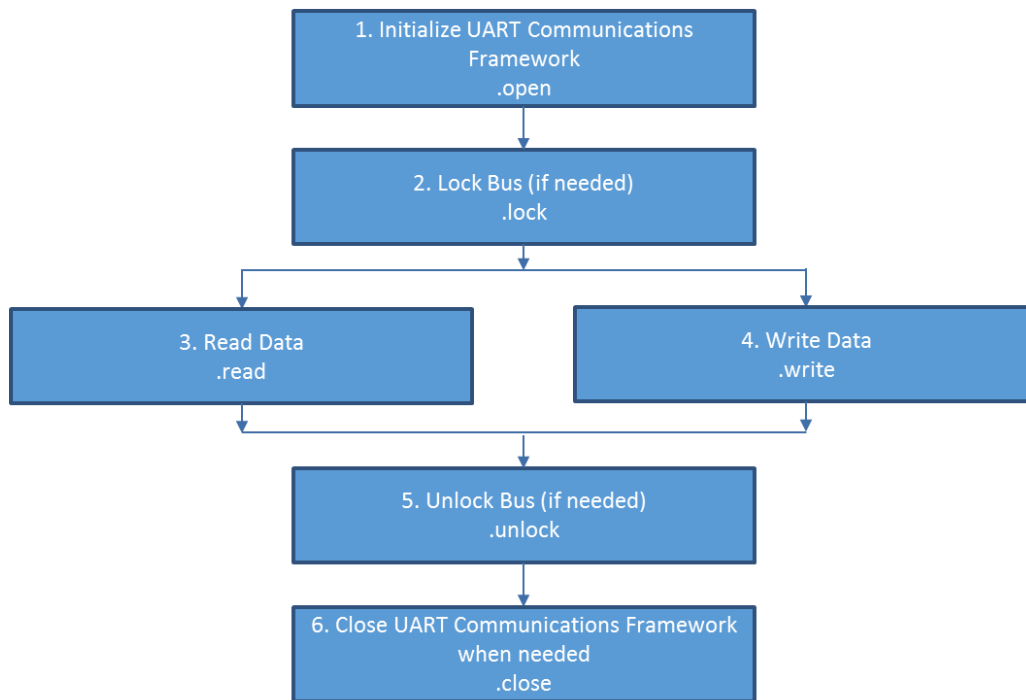 1. Initialize UART Communications
Framework
.open
2. Lock Bus (if needed)
.lock
3. Read Data
.read
4. Write Data
.write
5. Unlock Bus (if needed)
.unlock
6. Close UART Communications Framework
when needed
.close